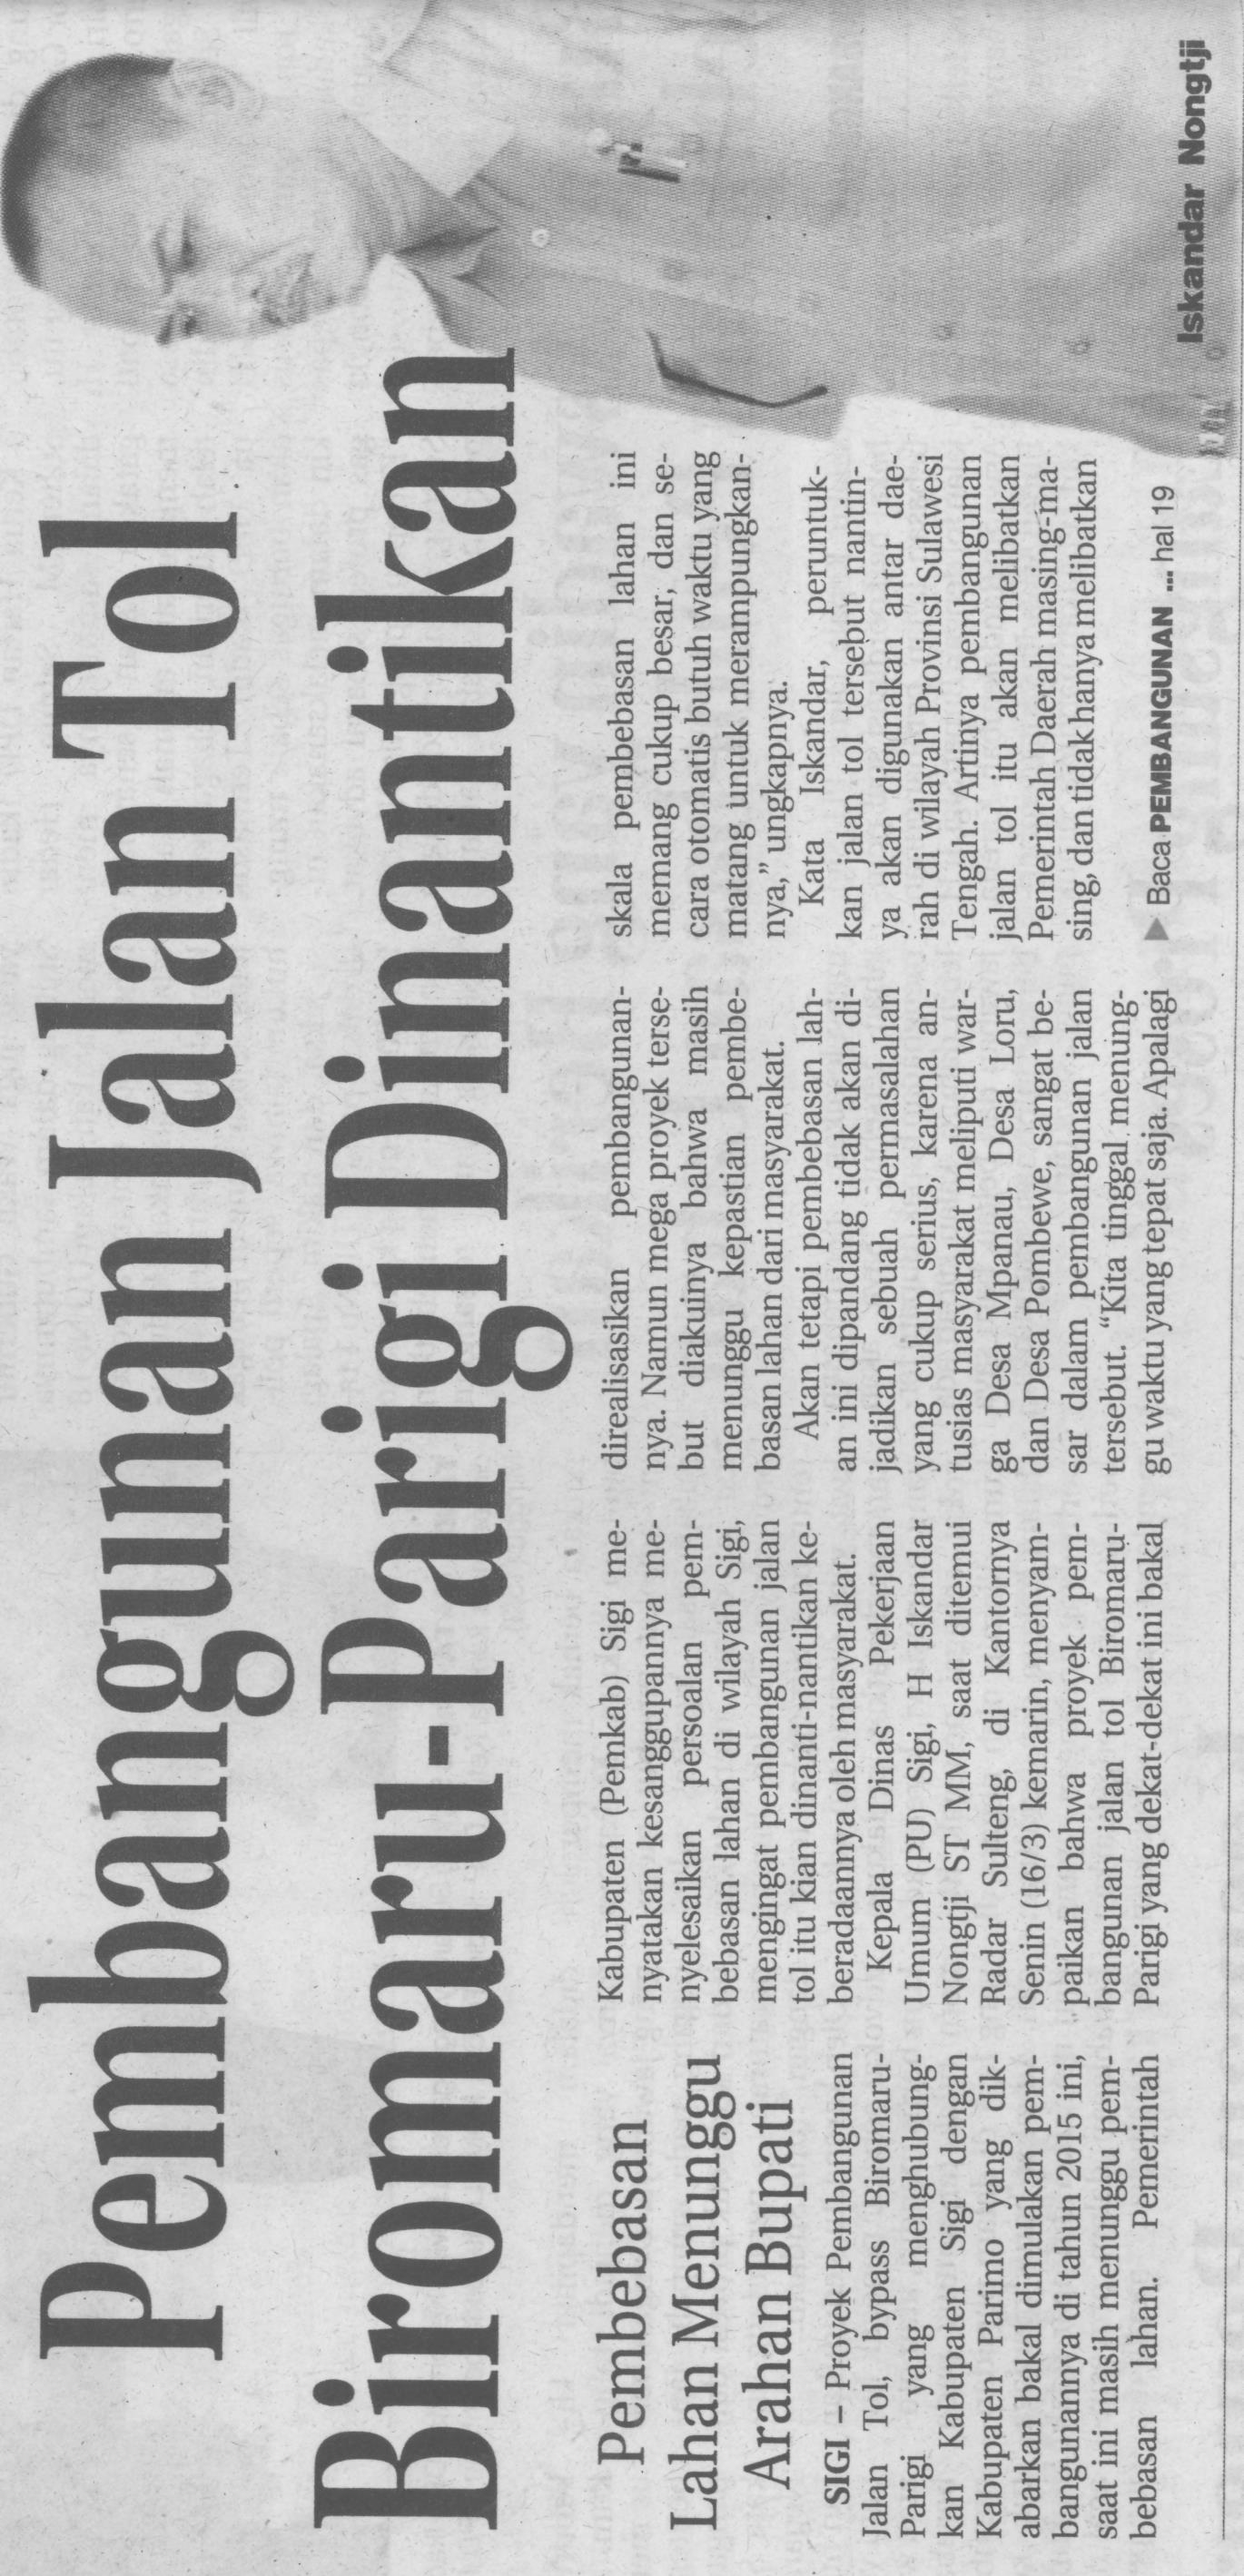 Pembangunan Jalan Tol
Biromaru-Parigi Dinantikan
Pembebasan
Lahan Menunggu
Arahan Bupati
SIGI – Proyek Pembangunan
Jalan Tol, bypass Biromaru-
Parigi yang menghubung-
kan Kabupaten Sigi dengan
Kabupaten Parimo yang dik-
abarkan bakal dimulakan pem-
bangunannya di tahun 2015 ini,
saat ini masih menunggu pem-
bebasan lahan. Pemerintah
Kabupaten (Pemkab) Sigi me-
nyatakan kesanggupannya me-
nyelesaikan persoalan pem-
bebasan lahan di wilayah Sigi,
mengingat pembangunan jalan
tol itu kian dinanti-nantikan ke-
beradaannya oleh masyarakat.
Kepala Dinas Pekerjaan
Umum (PU) Sigi, H Iskandar
Nongtji ST MM, saat ditemui
Radar Sulteng, di Kantornya
Senin (16/3) kemarin, menyam-
paikan bahwa proyek pem-
bangunan jalan tol Biromaru-
Parigi yang dekat-dekat ini bakal
direalisasikan pembangunan-
nya. Namun mega proyek terse-
but diakuinya bahwa masih
menunggu kepastian pembe-
basan lahan dari masyarakat.
Akan tetapi pembebasan lah-
an ini dipandang tidak akan di-
jadikan sebuah permasalahan
yang cukup serius, karena an-
tusias masyarakat meliputi war-
ga Desa Mpanau, Desa Loru,
dan Desa Pombewe, sangat be-
sar dalam pembangunan jalan
tersebut. “Kita tinggal menung-
gu waktu yang tepat saja. Apalagi
skala pembebasan lahan ini
memang cukup besar, dan se-
cara otomatis butuh waktu yang
matang untuk merampungkan-
nya,” ungkapnya.
Kata Iskandar, peruntuk-
kan jalan tol tersebut nantin-
ya akan digunakan antar dae-
rah di wilayah Provinsi Sulawesi
Tengah. Artinya pembangunan
jalan tol itu akan melibatkan
Pemerintah Daerah masing-ma-
sing, dan tidak hanya melibatkan
▶ Baca PEMBANGUNAN ... hal 19
Iskandar Nongtji